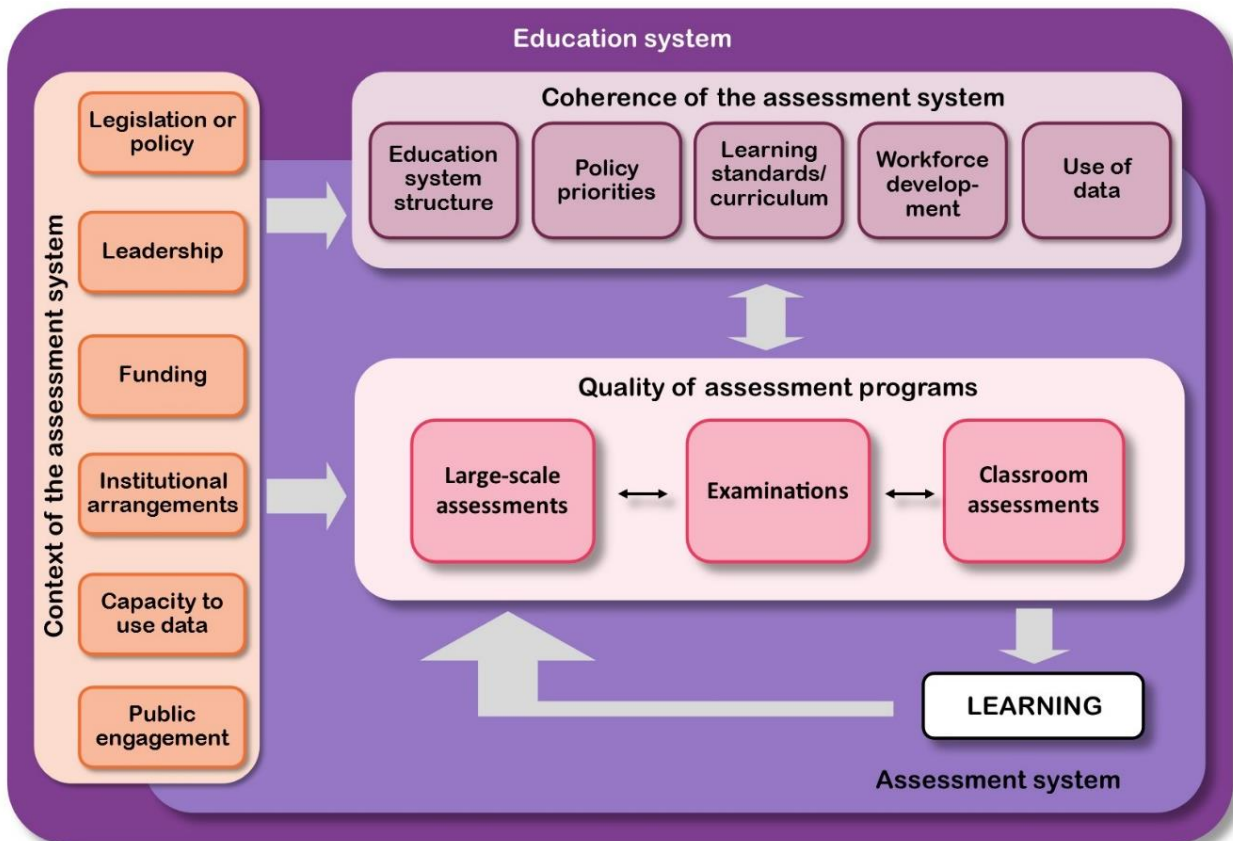 Education system
Context of the assessment system
Legislation or
policy
Leadership
Funding
Institutional
arrangements
Capacity to
use data
Public
engagement
Coherence of the assessment system
Education
system
structure
Policy
priorities
Learning
standards/
curriculum
Workforce
develop-
ment
Use of
data
Quality of assessment programs
Large-scale
assessments
Examinations
Classroom
assessments
LEARNING
Assessment system